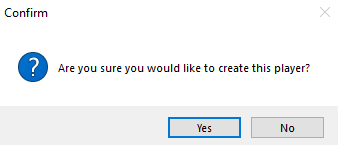 Confirm
Are you sure you would like to create this player?
Yes
No